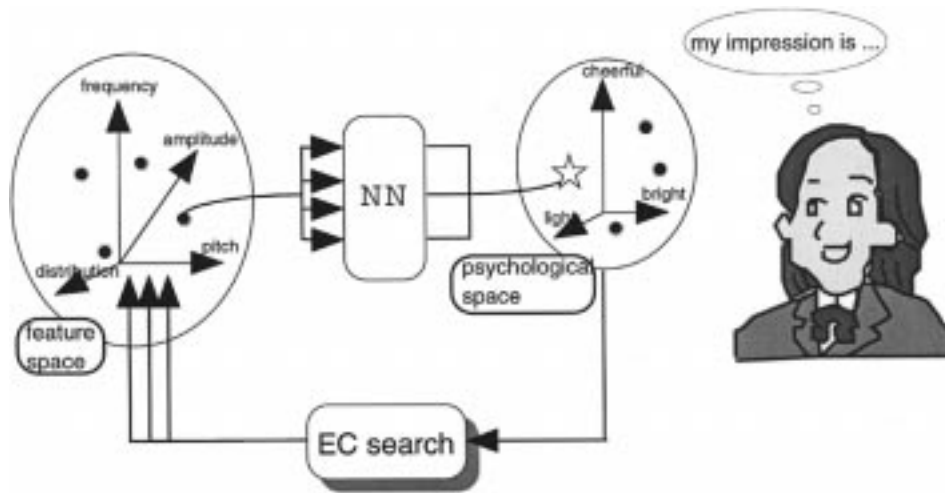 my impression is ...
frequency
amplitude
pitch
distribution
feature
space
NN
cheerful
bright
light
psychological
space
EC search